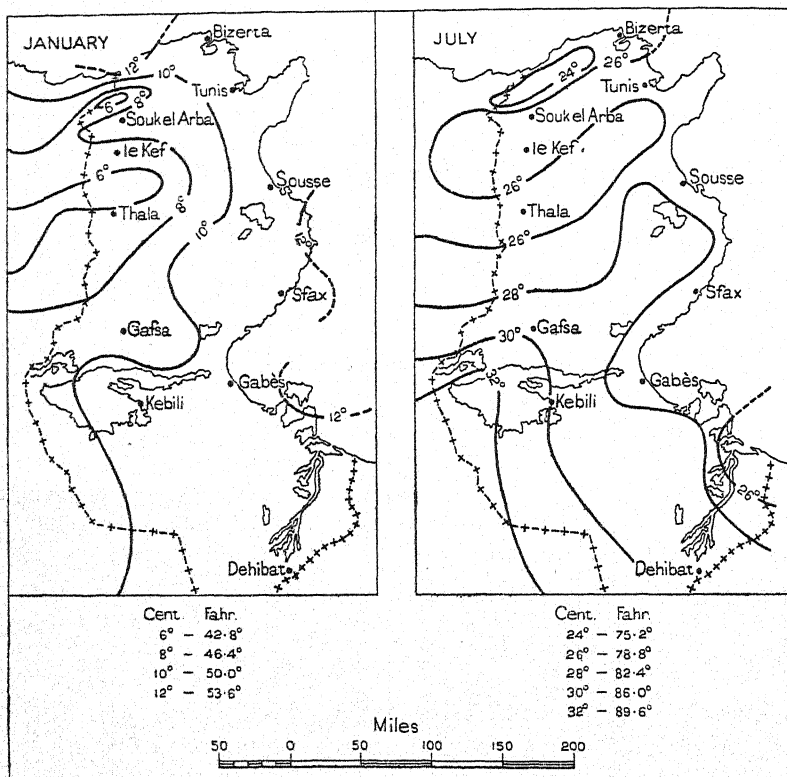 JANUARY
Bizerta
12°
10°
Tunis
6°
8°
Souk el Arba
le Kef
6°
8°
Sousse
Thala
10°
12°
Sfax
Gafsa
Gabès
Kebili
12°
Dehibat
Cent. Fahr.
6° – 42·8°
8° – 46·4°
10° – 50·0°
12° – 53·6°
JULY
Bizerta
26°
24°
Tunis
Souk el Arba
le Kef
26°
Sousse
Thala
26°
28°
Sfax
Gafsa
30°
Gabès
Kebili
26°
Dehibat
Cent. Fahr.
24° – 75·2°
26° – 78·8°
28° – 82·4°
30° – 86·0°
32° – 89·6°
Miles
50 0 50 100 150 200